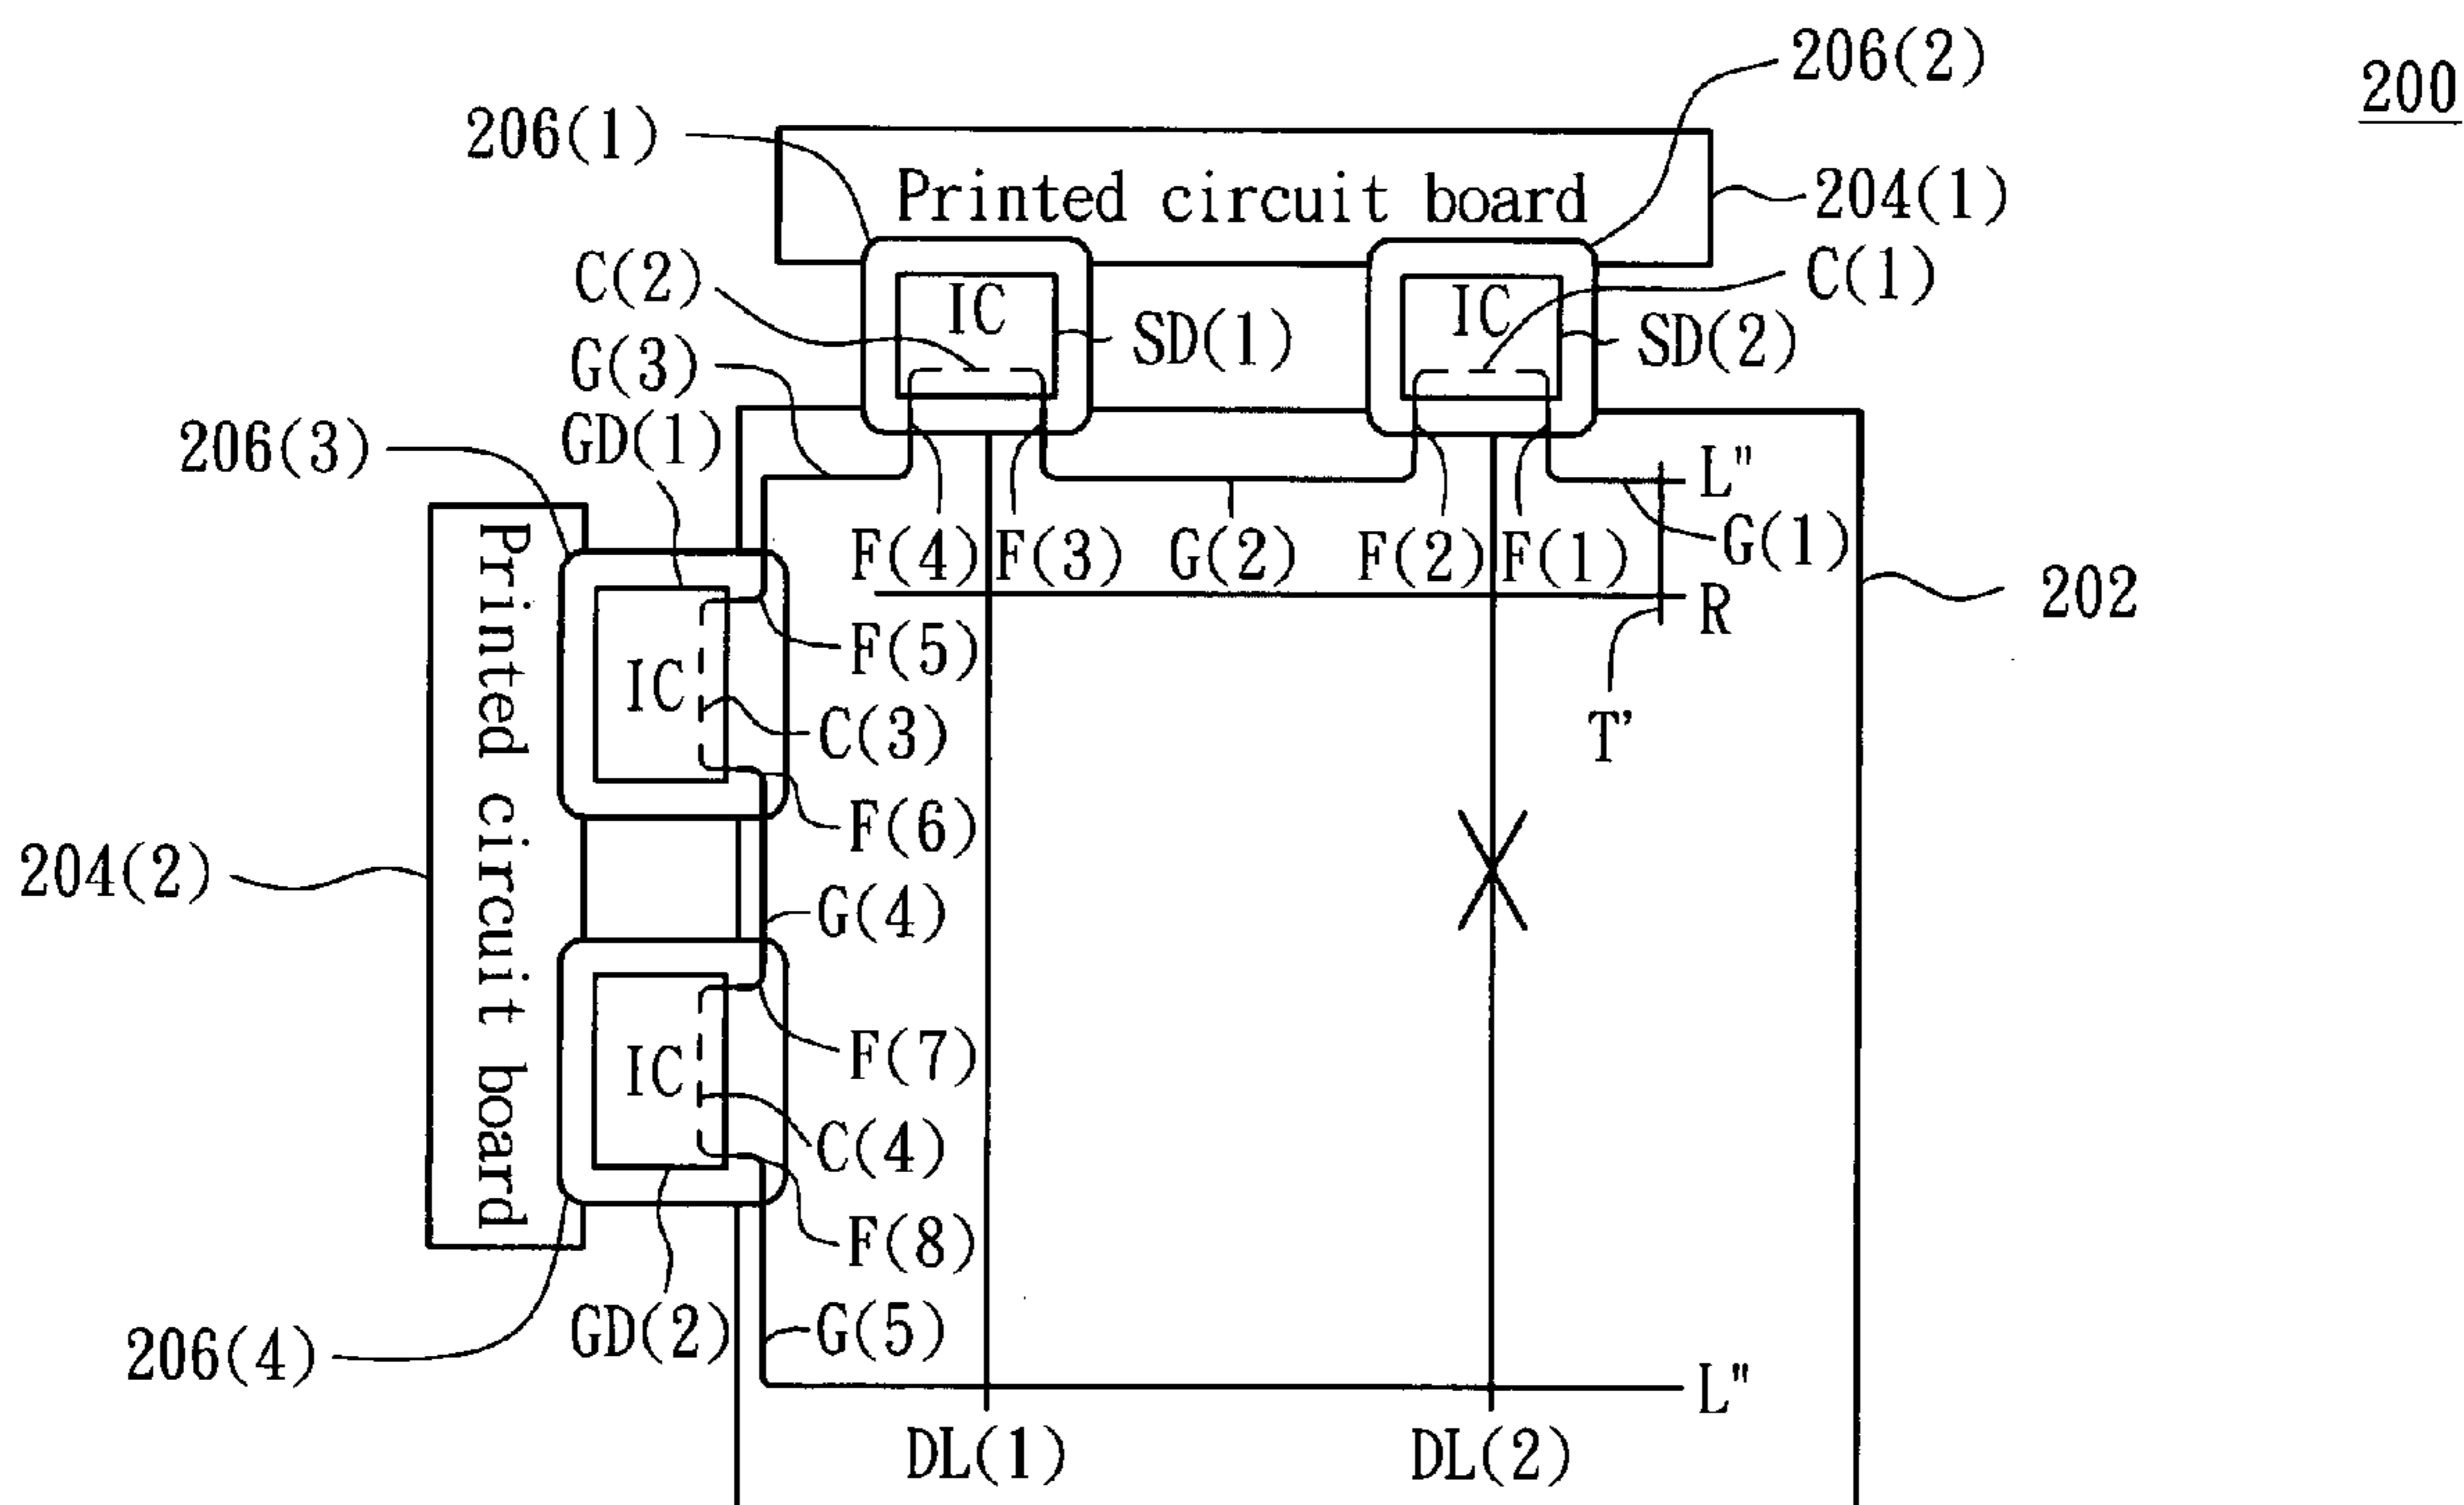 206(2)
200
206(1)
Printed circuit board
204(1)
C(2)
IC
SD(1)
IC
C(1)
SD(2)
G(3)
GD(1)
206(3)
L"
G(1)
F(4)
F(3)
G(2)
F(2)
F(1)
R
202
Printed circuit board
IC
F(5)
T'
C(3)
F(6)
204(2)
G(4)
IC
F(7)
C(4)
F(8)
GD(2)
G(5)
206(4)
L"
DL(1)
DL(2)